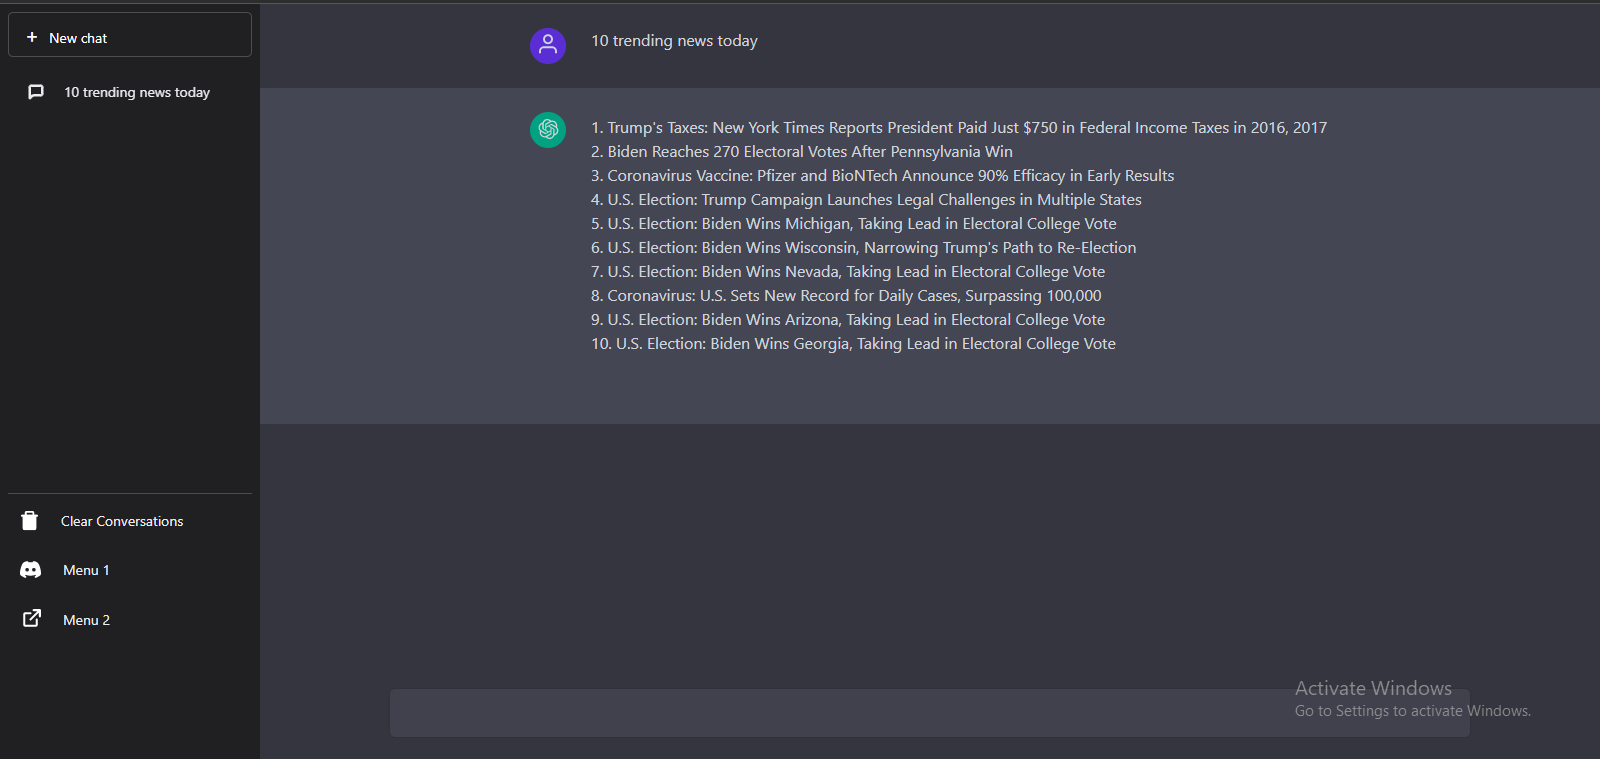 + New chat
10 trending news today
Clear Conversations
Menu 1
Menu 2
10 trending news today
1. Trump's Taxes: New York Times Reports President Paid Just $750 in Federal Income Taxes in 2016, 2017
2. Biden Reaches 270 Electoral Votes After Pennsylvania Win
3. Coronavirus Vaccine: Pfizer and BioNTech Announce 90% Efficacy in Early Results
4. U.S. Election: Trump Campaign Launches Legal Challenges in Multiple States
5. U.S. Election: Biden Wins Michigan, Taking Lead in Electoral College Vote
6. U.S. Election: Biden Wins Wisconsin, Narrowing Trump's Path to Re-Election
7. U.S. Election: Biden Wins Nevada, Taking Lead in Electoral College Vote
8. Coronavirus: U.S. Sets New Record for Daily Cases, Surpassing 100,000
9. U.S. Election: Biden Wins Arizona, Taking Lead in Electoral College Vote
10. U.S. Election: Biden Wins Georgia, Taking Lead in Electoral College Vote
Activate Windows
Go to Settings to activate Windows.